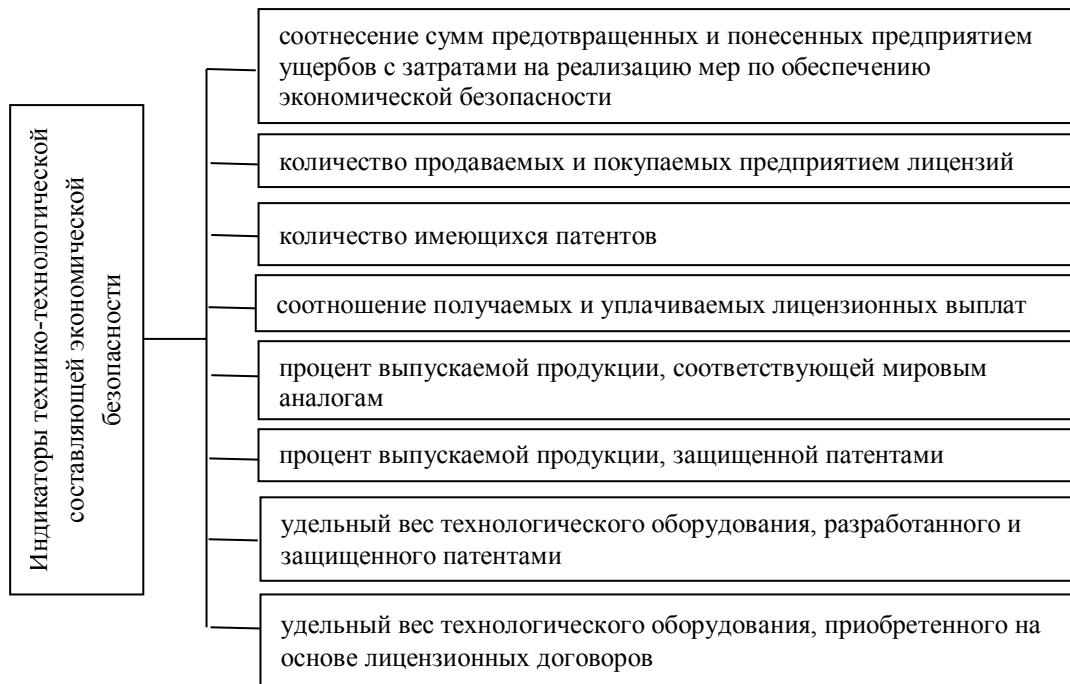 Индикаторы технико-технологической
составляющей экономической
безопасности
соотнесение сумм предотвращенных и понесенных предприятием
ущербов с затратами на реализацию мер по обеспечению
экономической безопасности
количество продаваемых и покупаемых предприятием лицензий
количество имеющихся патентов
соотношение получаемых и уплачиваемых лицензионных выплат
процент выпускаемой продукции, соответствующей мировым
аналогам
процент выпускаемой продукции, защищенной патентами
удельный вес технологического оборудования, разработанного и
защищенного патентами
удельный вес технологического оборудования, приобретенного на
основе лицензионных договоров